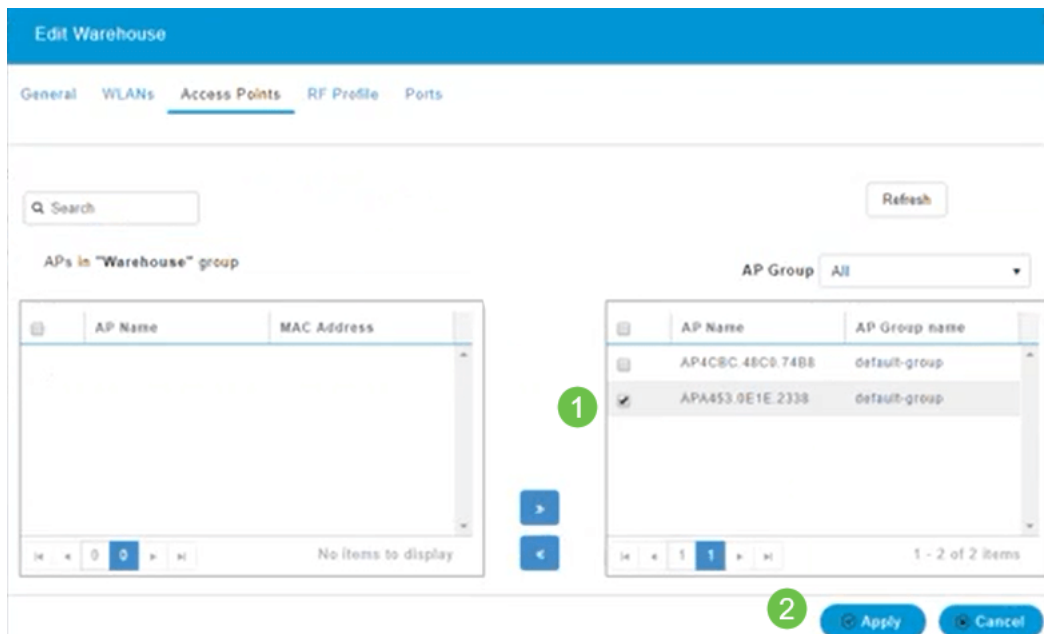 Edit Warehouse
General WLANs Access Points RF Profile Ports
Search
Refresh
APs in "Warehouse" group
AP Group All
AP Name MAC Address
AP Name AP Group name
AP4CBC.48C0.74B8 default-group
1
APA453.0E1E.2338 default-group
0 0 No items to display
1 1 1 - 2 of 2 items
2
Apply
Cancel